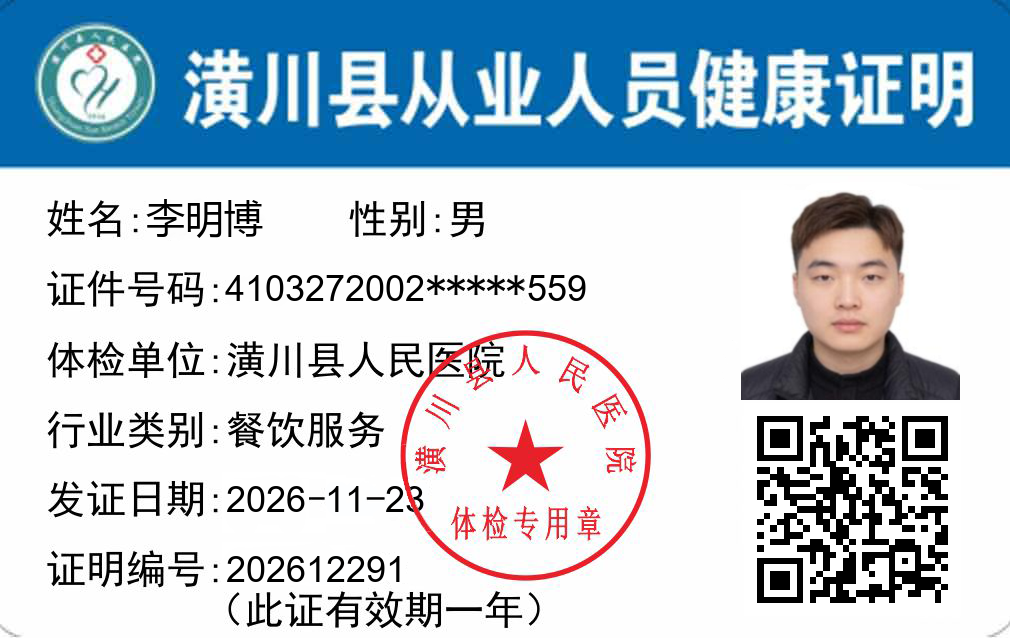 潢川县从业人员健康证明
姓名:李明博 性别:男
证件号码:4103272002*****559
体检单位:潢川县人民医院
行业类别:餐饮服务
发证日期:2026-11-23
证明编号:202612291
（此证有效期一年）
潢川县人民医院
体检专用章